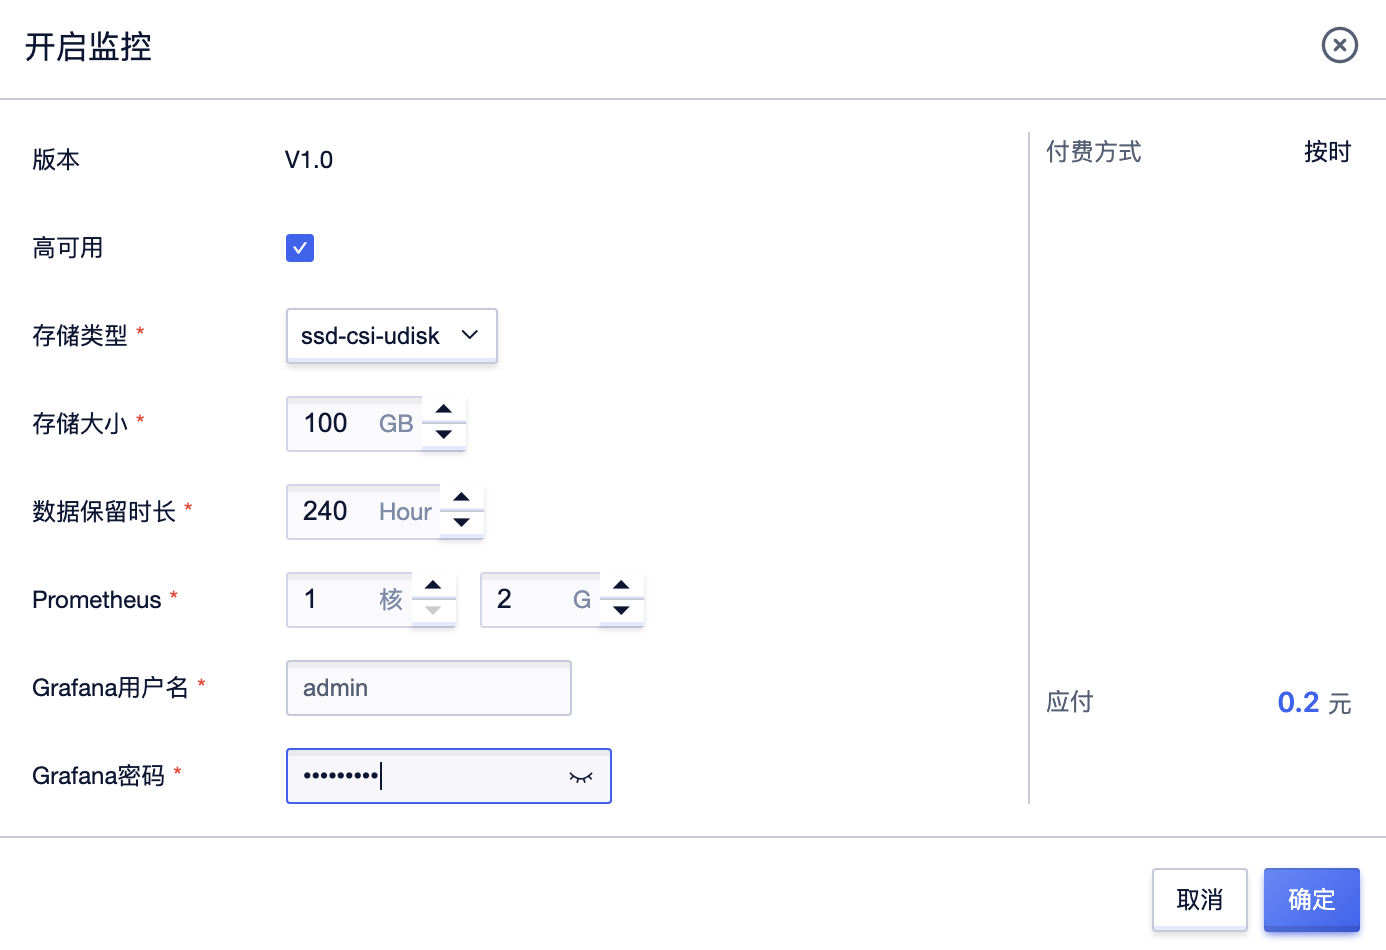 开启监控
版本 V1.0
高可用
存储类型 * ssd-csi-udisk
存储大小 * 100 GB
数据保留时长 * 240 Hour
Prometheus * 1 核 2 G
Grafana用户名 * admin
Grafana密码 * •••••••••
付费方式 按时
应付 0.2 元
取消 确定